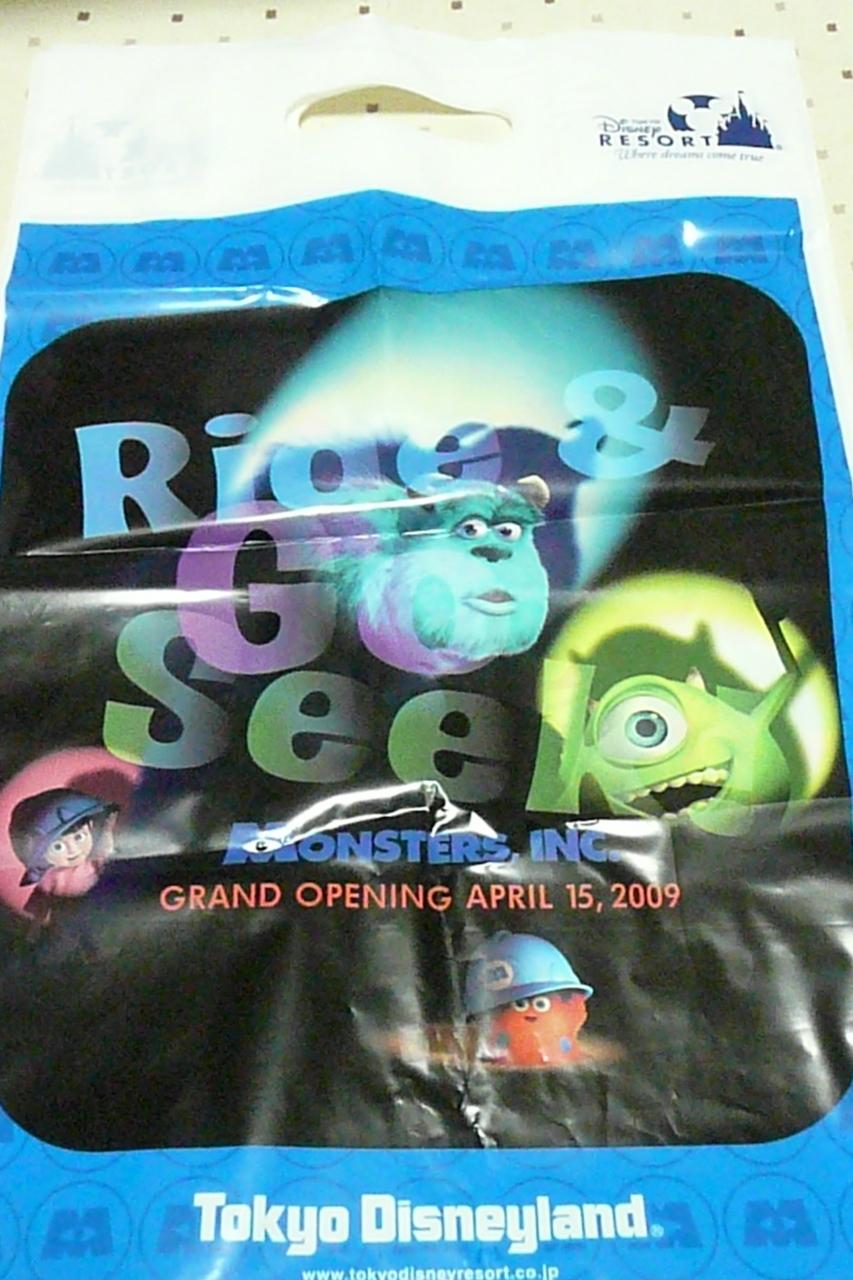 TOKYO
Disney
RESORT
Where dreams come true
Ride &
Go
Seek!
MONSTERS, INC.
GRAND OPENING APRIL 15, 2009
Tokyo Disneyland®
www.tokyodisneyresort.co.jp